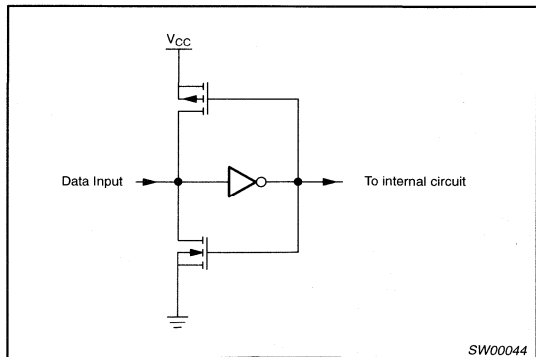 VCC
Data Input
To internal circuit
SW00044